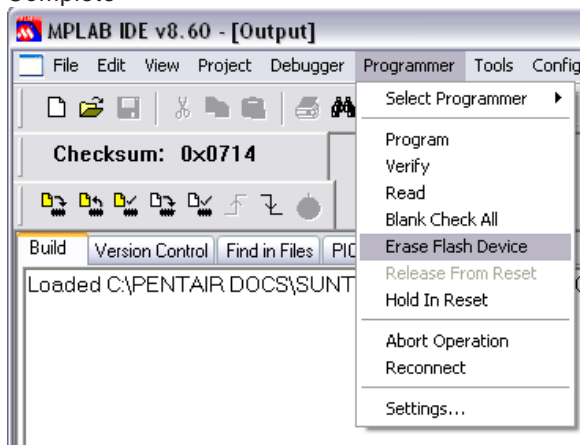 Complete
MPLAB IDE v8.60 - [Output]
File Edit View Project Debugger Programmer Tools Config
Select Programmer
Checksum: 0x0714
Program
Verify
Read
Blank Check All
Erase Flash Device
Release From Reset
Hold In Reset
Abort Operation
Reconnect
Settings...
Build Version Control Find in Files PIC
Loaded C:\PENTAIR DOCS\SUNT